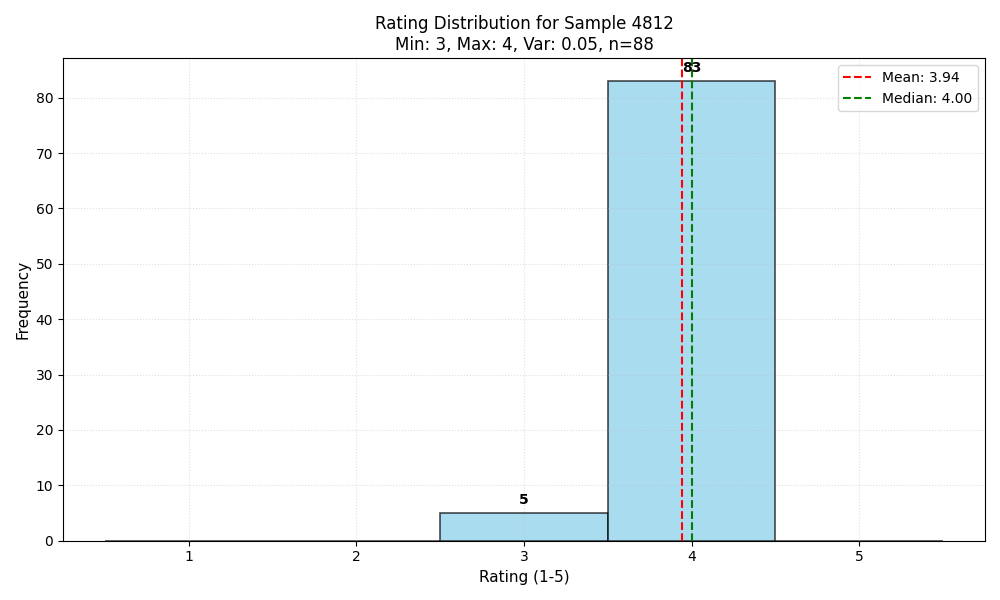 Rating Distribution for Sample 4812
Min: 3, Max: 4, Var: 0.05, n=88
83
Mean: 3.94
Median: 4.00
80
70
60
50
40
30
20
10
0
Frequency
5
1 2 3 4 5
Rating (1-5)